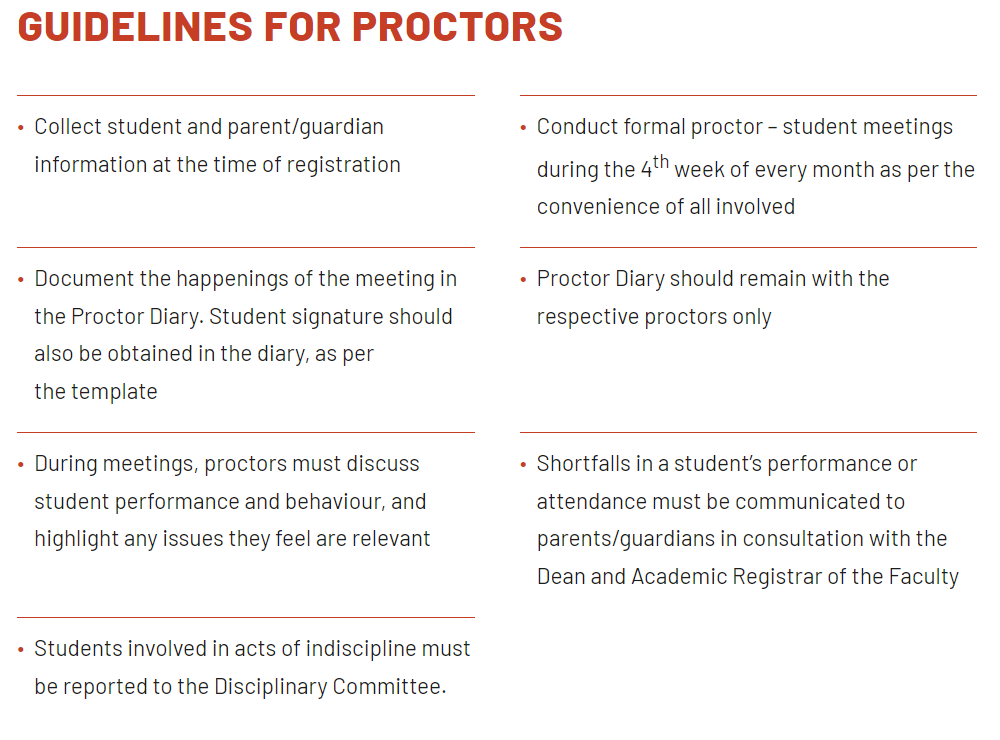 GUIDELINES FOR PROCTORS
• Collect student and parent/guardian
information at the time of registration
• Conduct formal proctor – student meetings
during the 4th week of every month as per the
convenience of all involved
• Document the happenings of the meeting in
the Proctor Diary. Student signature should
also be obtained in the diary, as per
the template
• Proctor Diary should remain with the
respective proctors only
• During meetings, proctors must discuss
student performance and behaviour, and
highlight any issues they feel are relevant
• Shortfalls in a student’s performance or
attendance must be communicated to
parents/guardians in consultation with the
Dean and Academic Registrar of the Faculty
• Students involved in acts of indiscipline must
be reported to the Disciplinary Committee.